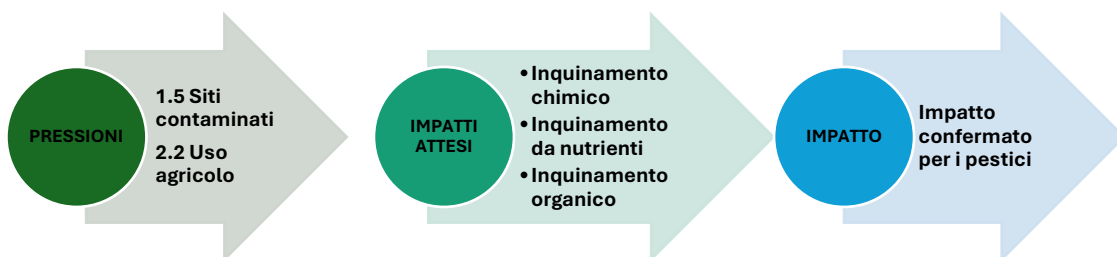 PRESSIONI
1.5 Siti
contaminati
2.2 Uso
agricolo
IMPATTI
ATTESI
•Inquinamento
chimico
•Inquinamento
da nutrienti
•Inquinamento
organico
IMPATTO
Impatto
confermato
per i pestici